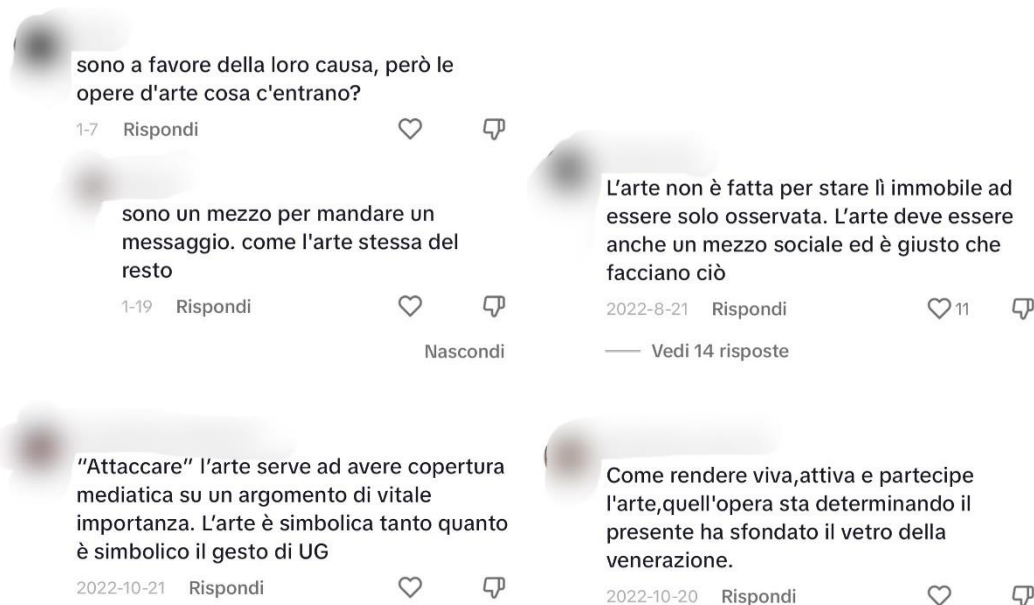 sono a favore della loro causa, però le
opere d'arte cosa c'entrano?
1-7 Rispondi
sono un mezzo per mandare un
messaggio. come l'arte stessa del
resto
1-19 Rispondi
Nascondi
"Attaccare" l'arte serve ad avere copertura
mediatica su un argomento di vitale
importanza. L'arte è simbolica tanto quanto
è simbolico il gesto di UG
2022-10-21 Rispondi
L'arte non è fatta per stare lì immobile ad
essere solo osservata. L'arte deve essere
anche un mezzo sociale ed è giusto che
facciano ciò
2022-8-21 Rispondi 11
Vedi 14 risposte
Come rendere viva,attiva e partecipe
l'arte,quell'opera sta determinando il
presente ha sfondato il vetro della
venerazione.
2022-10-20 Rispondi